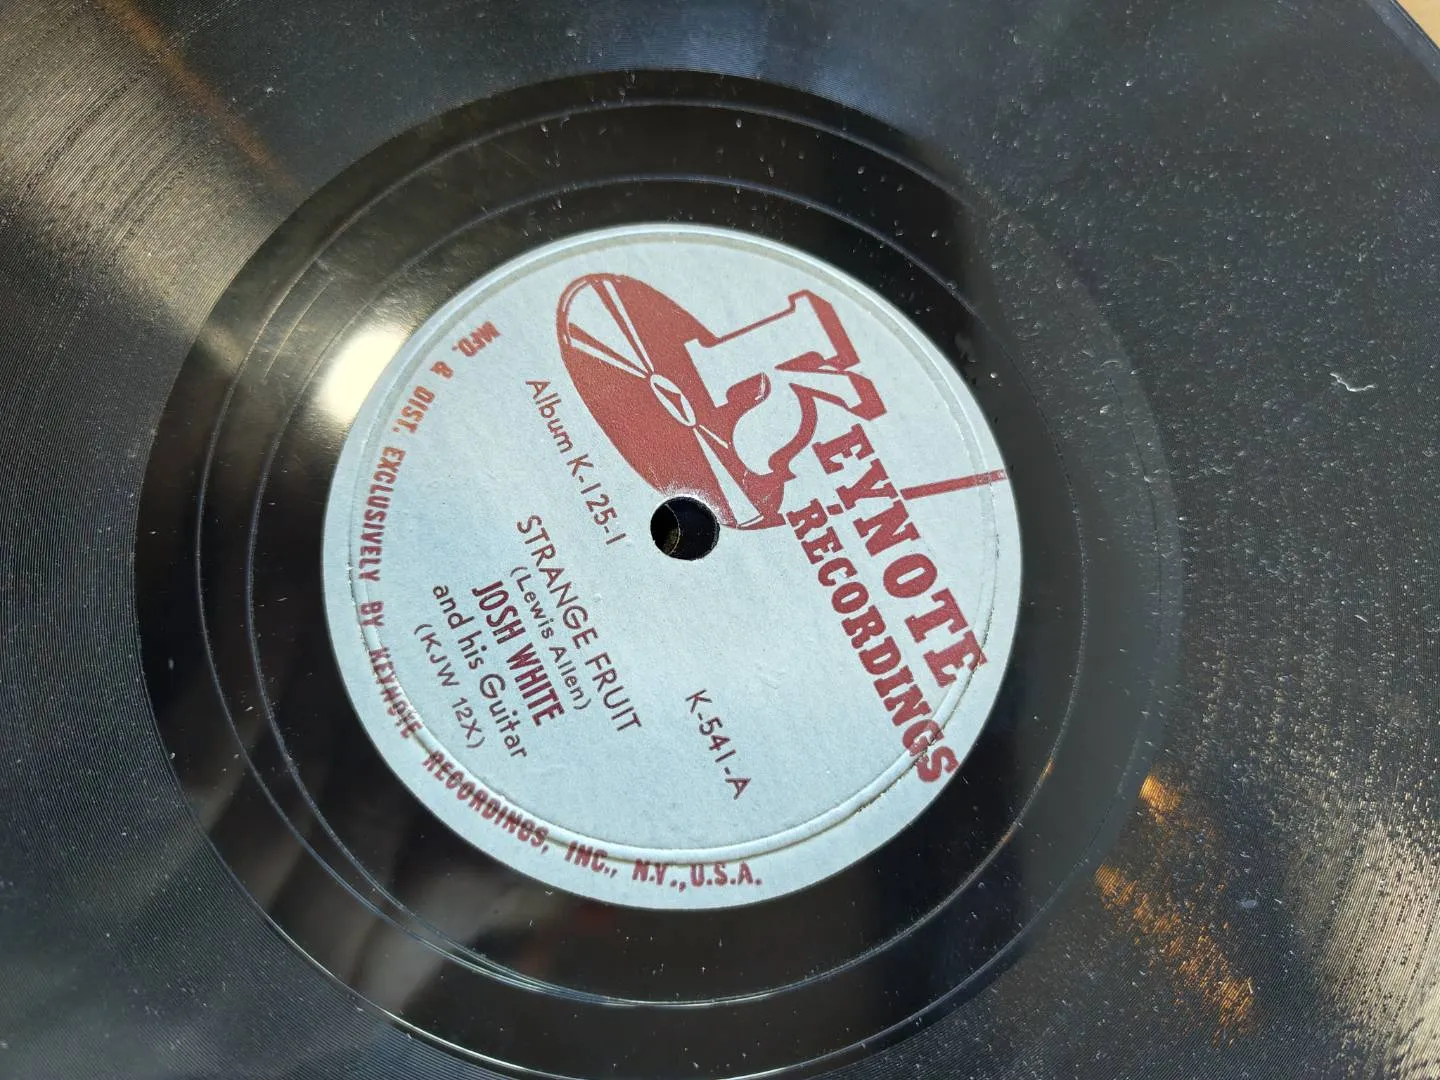 KEYNOTE
RECORDINGS
Album K-125-1
K-541-A
STRANGE FRUIT
(Lewis Allen)
JOSH WHITE
and his Guitar
(KJW 12X)
MFD. & DIST. EXCLUSIVELY BY KEYNOTE RECORDINGS, INC., N.Y., U.S.A.